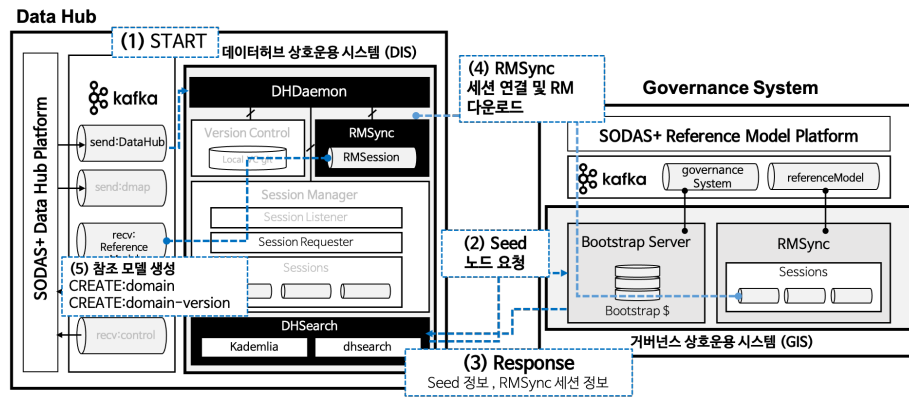 Data Hub
(1) START
데이터허브 상호운용 시스템 (DIS)
SODAS+ Data Hub Platform
kafka
send:DataHub
send:dmap
recv:
Reference
recv:control
DHDaemon
Version Control
Local
RMSync
RMSession
Session Manager
Session Listener
Session Requester
Sessions
DHSearch
Kademlia
dhsearch
(5) 참조 모델 생성
CREATE:domain
CREATE:domain-version
(4) RMSync
세션 연결 및 RM
다운로드
(2) Seed
노드 요청
(3) Response
Seed 정보 , RMSync 세션 정보
Governance System
SODAS+ Reference Model Platform
kafka
governance
System
referenceModel
Bootstrap Server
Bootstrap $
RMSync
Sessions
거버넌스 상호운용 시스템 (GIS)